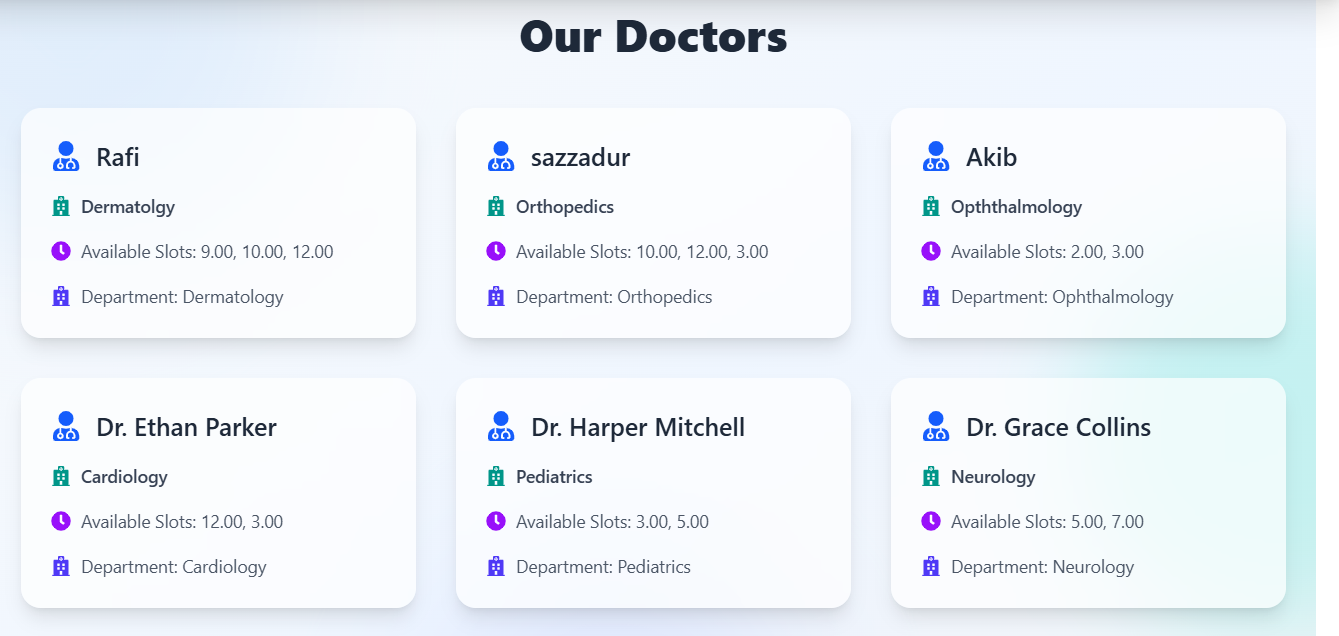 Our Doctors
Rafi
Dermatolgy
Available Slots: 9.00, 10.00, 12.00
Department: Dermatology
sazzadur
Orthopedics
Available Slots: 10.00, 12.00, 3.00
Department: Orthopedics
Akib
Opththalmology
Available Slots: 2.00, 3.00
Department: Ophthalmology
Dr. Ethan Parker
Cardiology
Available Slots: 12.00, 3.00
Department: Cardiology
Dr. Harper Mitchell
Pediatrics
Available Slots: 3.00, 5.00
Department: Pediatrics
Dr. Grace Collins
Neurology
Available Slots: 5.00, 7.00
Department: Neurology